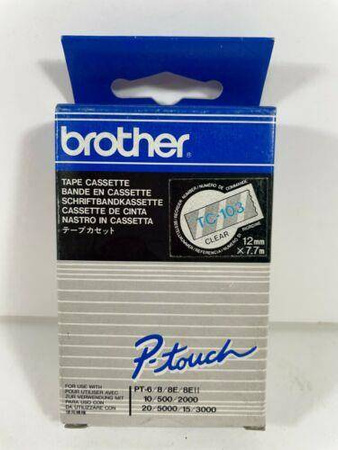 brother®
TAPE CASSETTE
BANDE EN CASSETTE
SCHRIFTBANDKASSETTE
CASSETTE DE CINTA
NASTRO IN CASSETTA
テープカセット
TC-103
CLEAR
12mm
×7.7m
P-touch
FOR USE WITH
POUR UTILISER AVEC
ZUR VERWENDUNG MIT
PARA USO CON
DA UTILIZZARE CON
PT-6/8/8E/8EII
10/500/2000
20/5000/15/3000